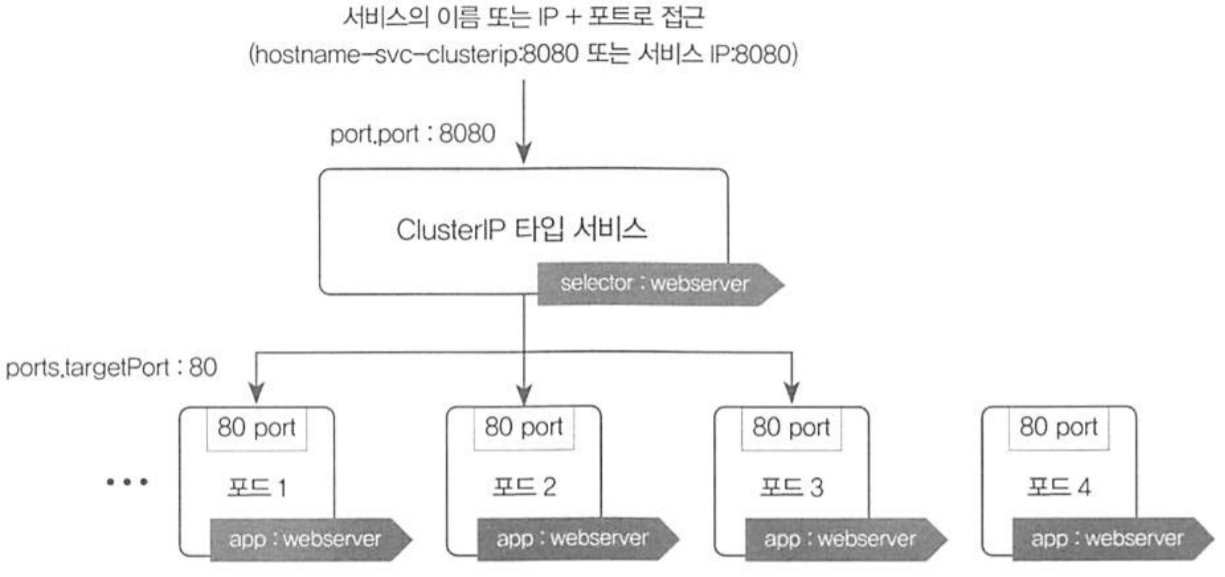 서비스의 이름 또는 IP + 포트로 접근
(hostname-svc-clusterip:8080 또는 서비스 IP:8080)
port.port : 8080
ClusterIP 타입 서비스
selector : webserver
ports.targetPort : 80
80 port
80 port
80 port
80 port
포드 1
포드 2
포드 3
포드 4
app : webserver
app : webserver
app : webserver
app : webserver